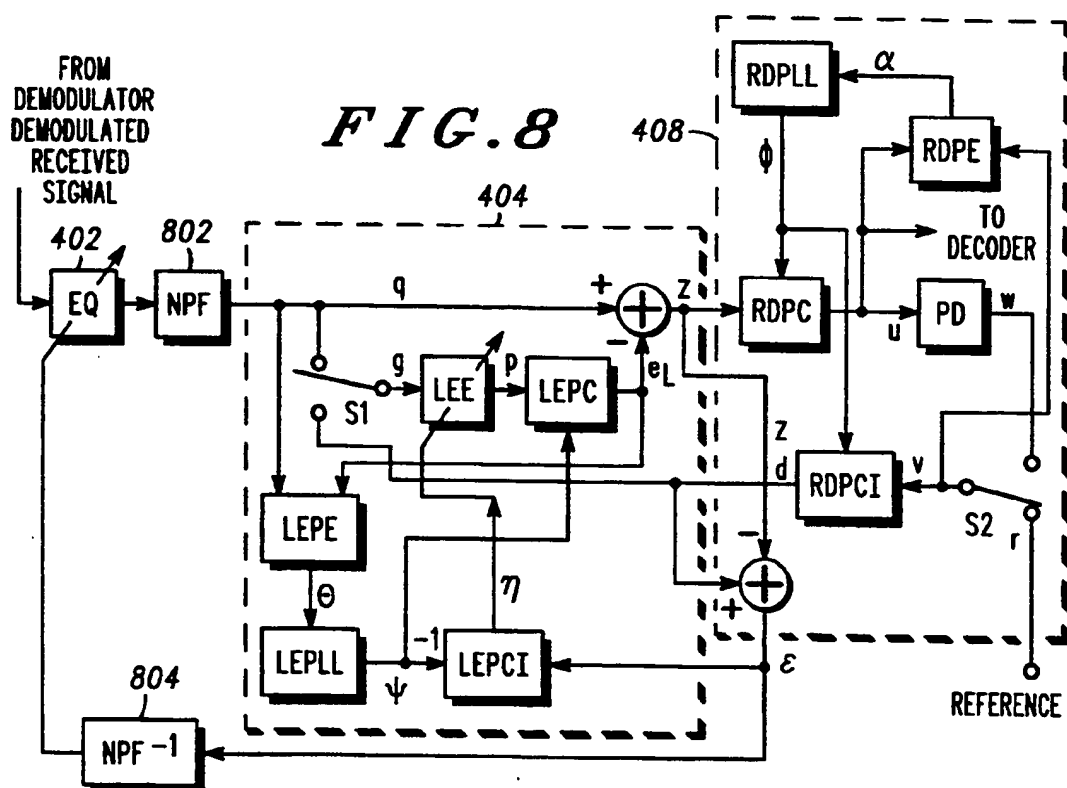 FROM
DEMODULATOR
DEMODULATED
RECEIVED
SIGNAL
FIG.8
402
EQ
802
NPF
404
q
+
Z
−
g
LEE
p
LEPC
e_L
S1
LEPE
Θ
LEPLL
ψ
-1
LEPCI
η
804
NPF⁻¹
408
RDPLL
α
RDPE
ϕ
TO
DECODER
RDPC
u
PD
w
Z
d
RDPCI
v
S2
r
−
+
ε
REFERENCE